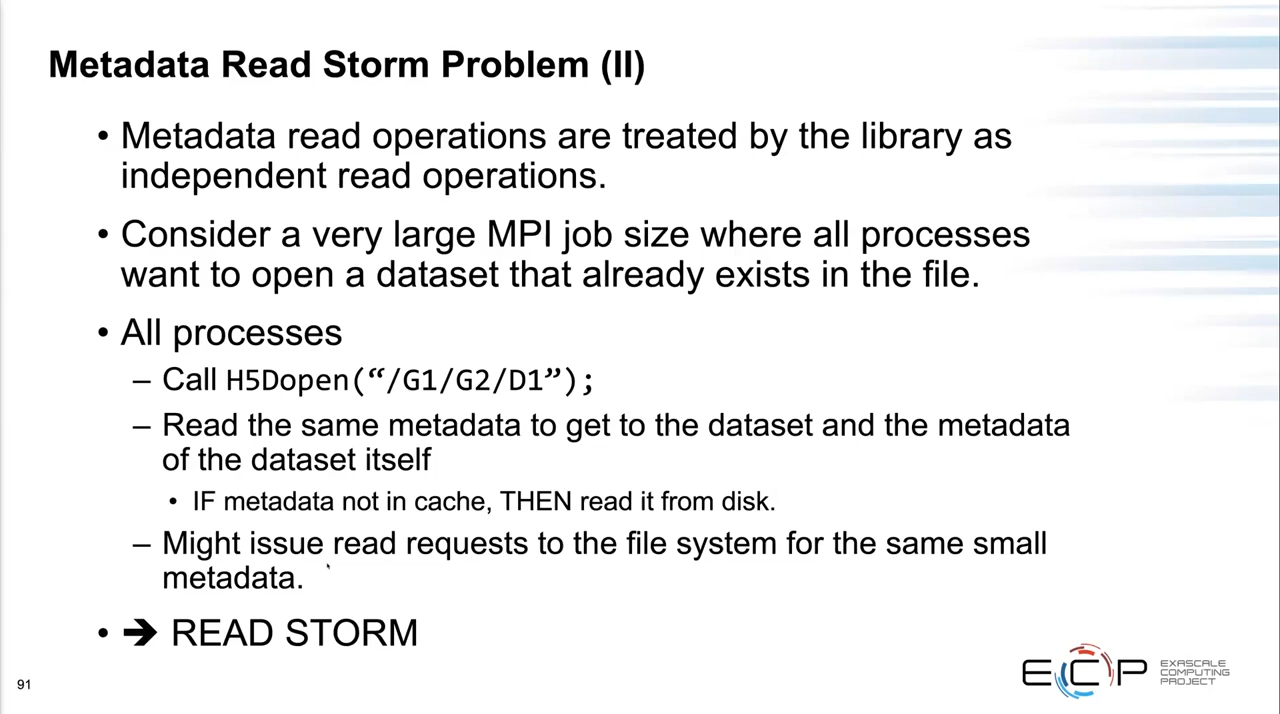 Metadata Read Storm Problem (II)
• Metadata read operations are treated by the library as
independent read operations.
• Consider a very large MPI job size where all processes
want to open a dataset that already exists in the file.
• All processes
– Call H5Dopen(“/G1/G2/D1”);
– Read the same metadata to get to the dataset and the metadata
of the dataset itself
• IF metadata not in cache, THEN read it from disk.
– Might issue read requests to the file system for the same small
metadata.
• ➔ READ STORM
91
ECP
EXASCALE
COMPUTING
PROJECT